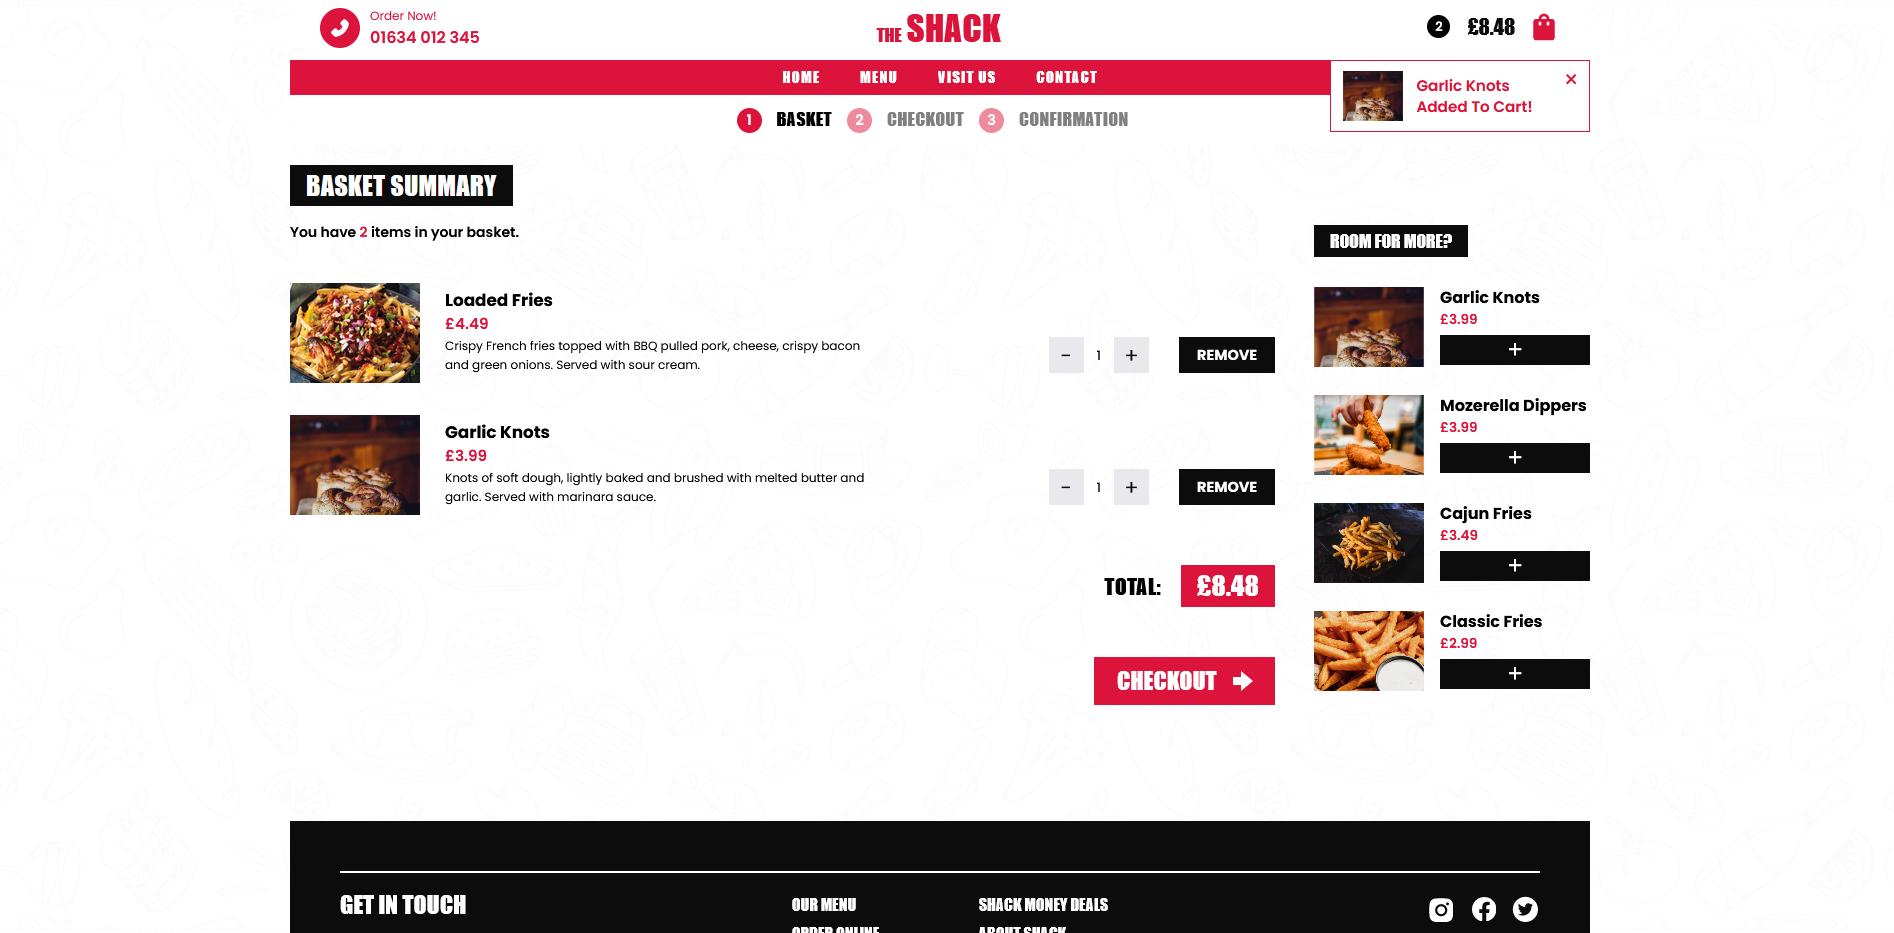 Order Now!
01634 012 345
THE SHACK
2 £8.48
HOME MENU VISIT US CONTACT
Garlic Knots
Added To Cart!
1 BASKET 2 CHECKOUT 3 CONFIRMATION
BASKET SUMMARY
You have 2 items in your basket.
Loaded Fries
£4.49
Crispy French fries topped with BBQ pulled pork, cheese, crispy bacon
and green onions. Served with sour cream.
- 1 + REMOVE
Garlic Knots
£3.99
Knots of soft dough, lightly baked and brushed with melted butter and
garlic. Served with marinara sauce.
- 1 + REMOVE
TOTAL: £8.48
CHECKOUT
ROOM FOR MORE?
Garlic Knots
£3.99
+
Mozerella Dippers
£3.99
+
Cajun Fries
£3.49
+
Classic Fries
£2.99
+
GET IN TOUCH
OUR MENU
ORDER ONLINE
SHACK MONEY DEALS
ABOUT SHACK